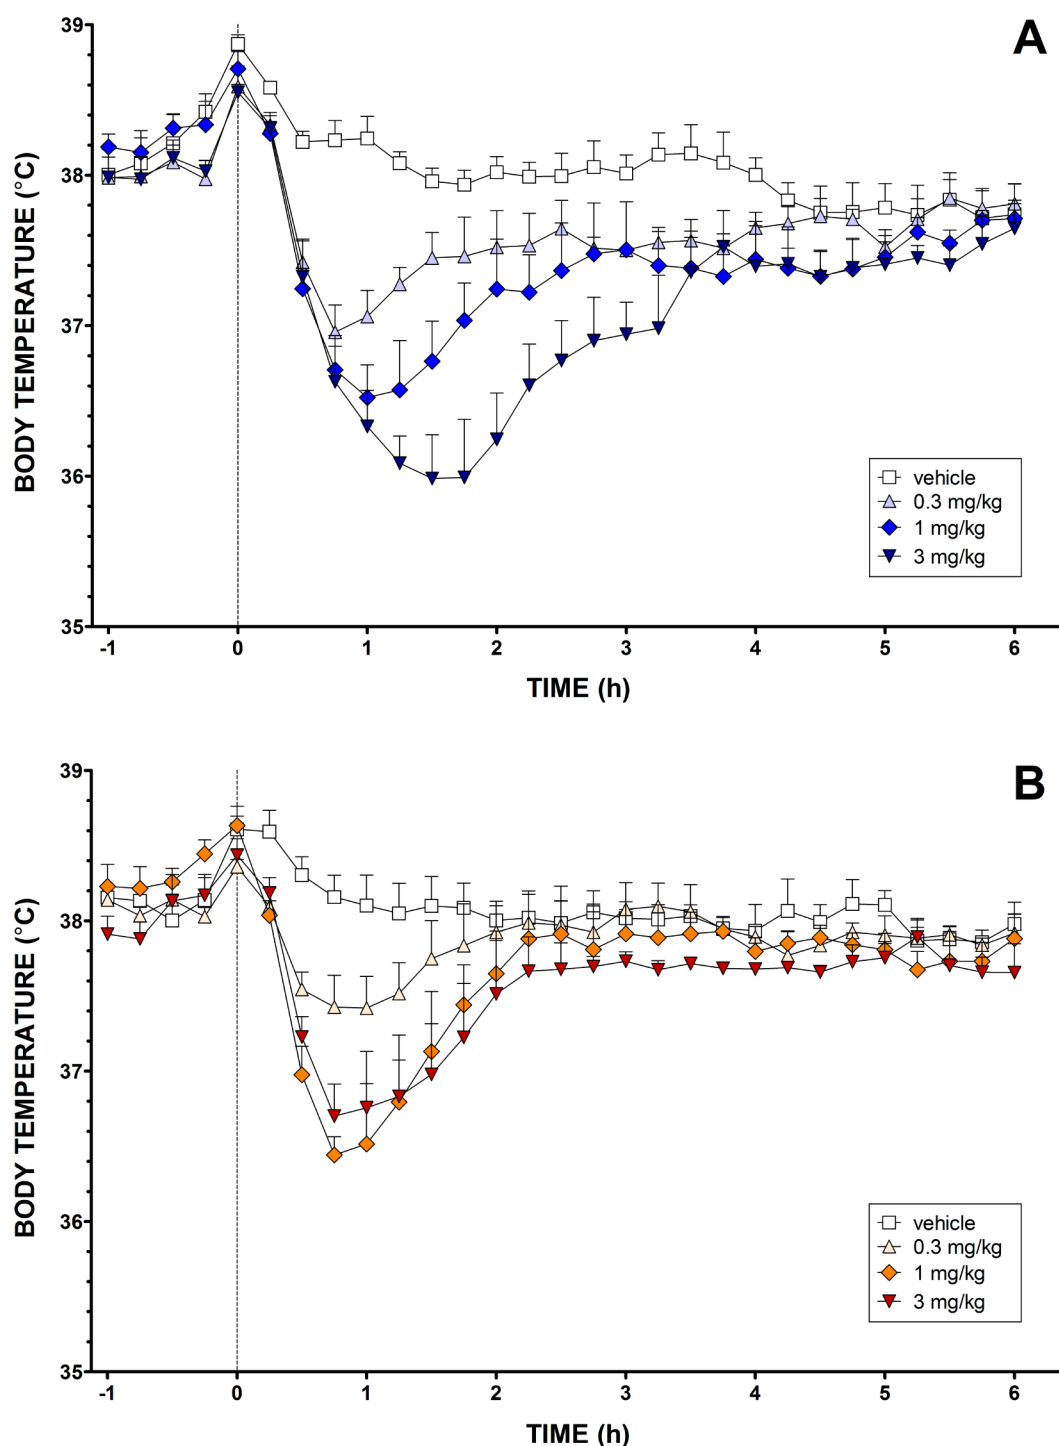 A
39
38
37
36
35
BODY TEMPERATURE (°C)
vehicle
0.3 mg/kg
1 mg/kg
3 mg/kg
-1 0 1 2 3 4 5 6
TIME (h)
B
39
38
37
36
35
BODY TEMPERATURE (°C)
vehicle
0.3 mg/kg
1 mg/kg
3 mg/kg
-1 0 1 2 3 4 5 6
TIME (h)